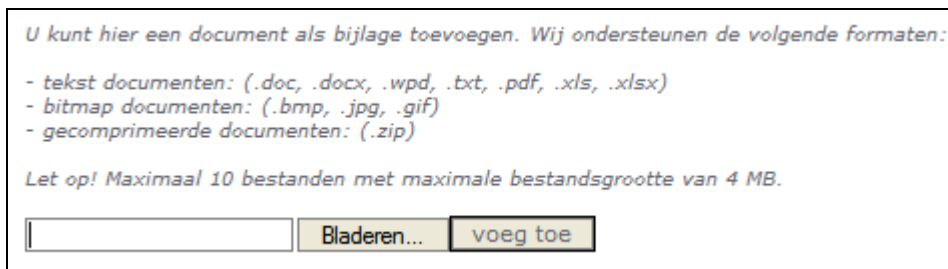 U kunt hier een document als bijlage toevoegen. Wij ondersteunen de volgende formaten:
- tekst documenten: (.doc, .docx, .wpd, .txt, .pdf, .xls, .xlsx)
- bitmap documenten: (.bmp, .jpg, .gif)
- gecomprimeerde documenten: (.zip)
Let op! Maximaal 10 bestanden met maximale bestandsgrootte van 4 MB.
Bladeren... voeg toe